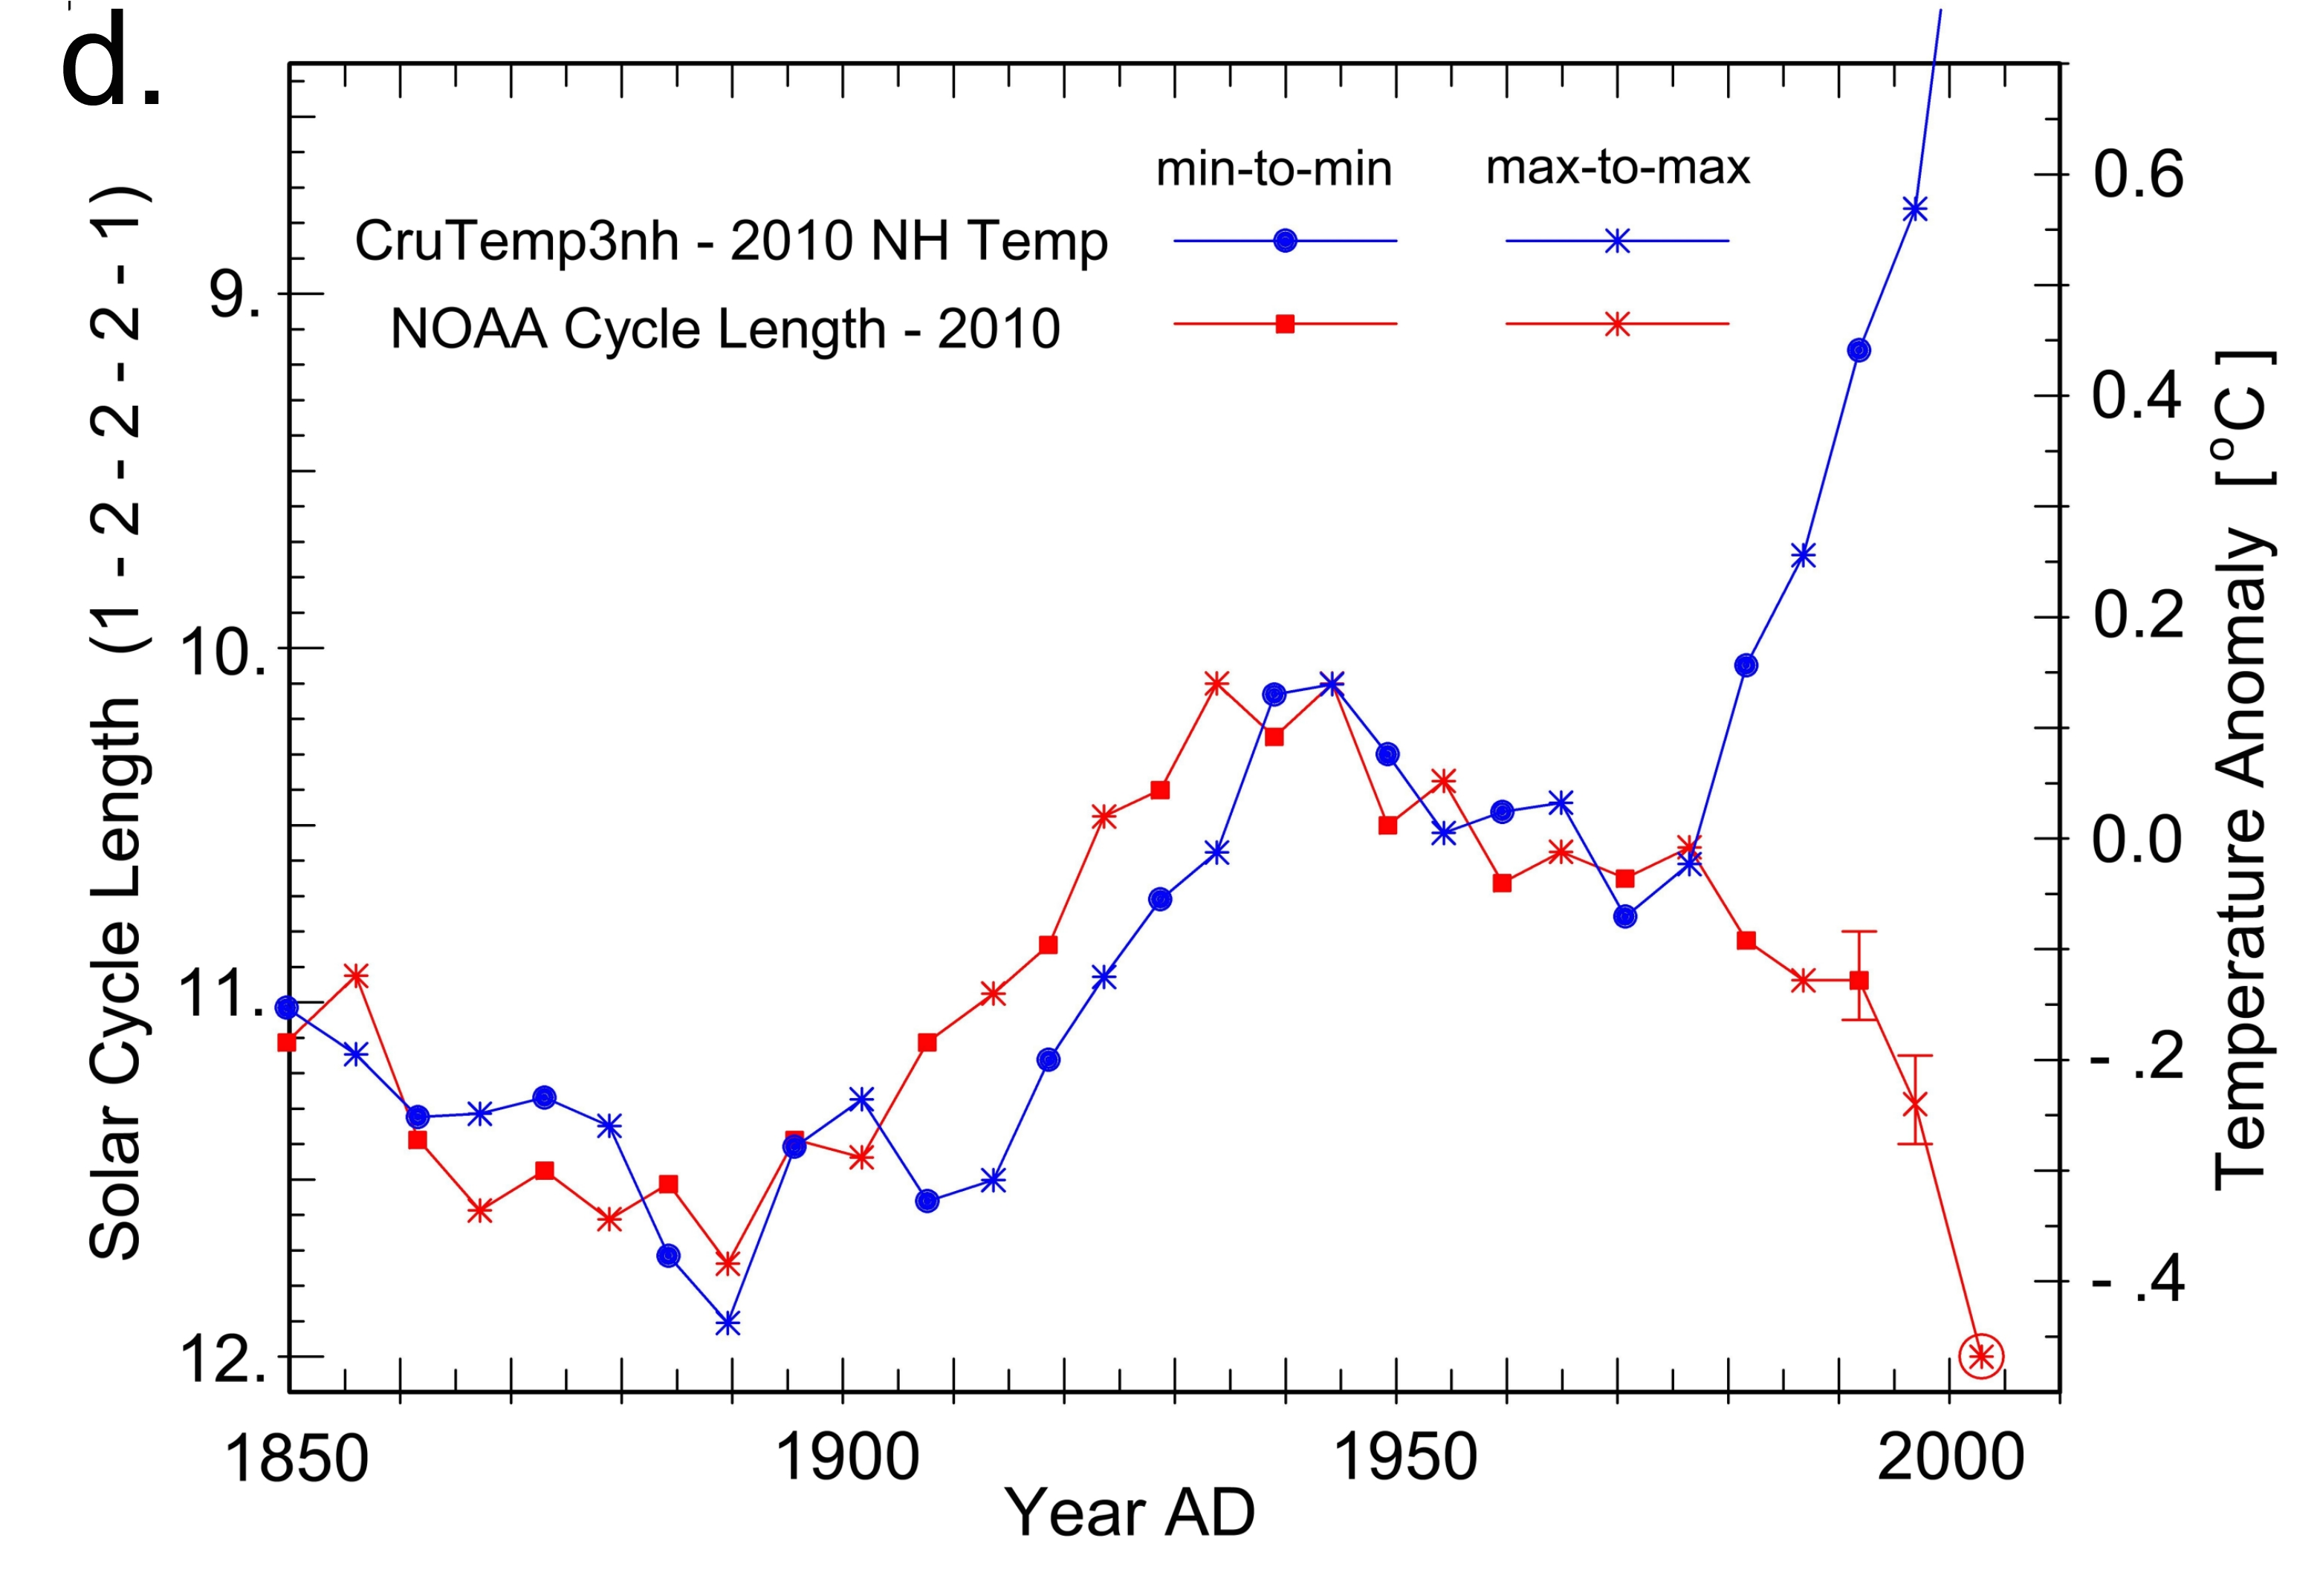 d.
min-to-min max-to-max
CruTemp3nh - 2010 NH Temp
NOAA Cycle Length - 2010
Solar Cycle Length (1 - 2 - 2 - 2 - 1)
9.
10.
11.
12.
0.6
0.4
0.2
0.0
- .2
- .4
Temperature Anomaly [°C]
1850 1900 1950 2000
Year AD